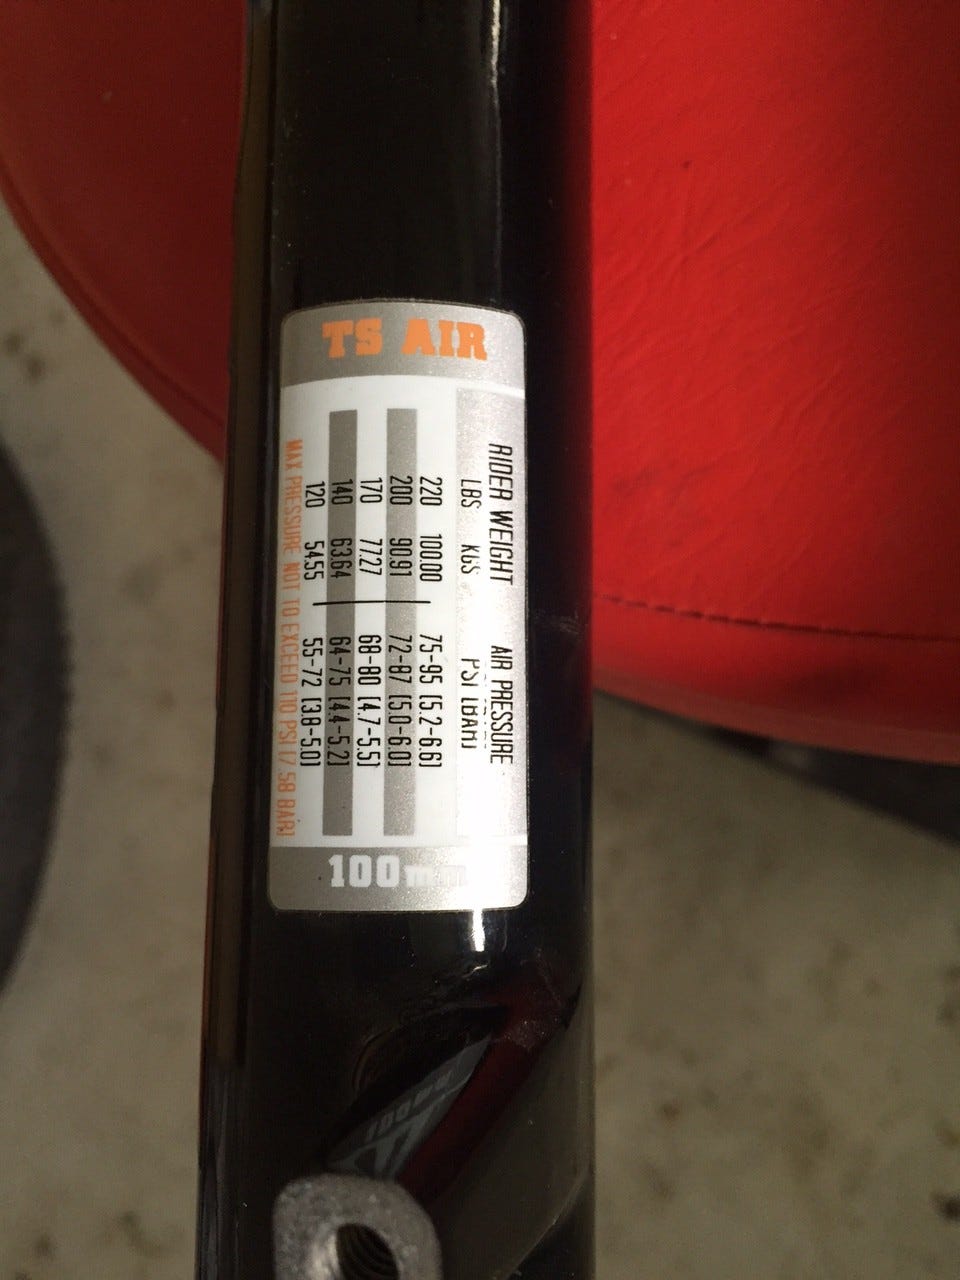 TS AIR
RIDER WEIGHT AIR PRESSURE
LBS KGS PSI [BAR]
220 100.00 75-95 [5.2-6.6]
200 90.91 72-87 [5.0-6.0]
170 77.27 68-80 [4.7-5.5]
140 63.64 64-75 [4.4-5.2]
120 54.55 55-72 [3.8-5.0]
MAX PRESSURE NOT TO EXCEED 110 PSI [7.58 BAR]
100mm